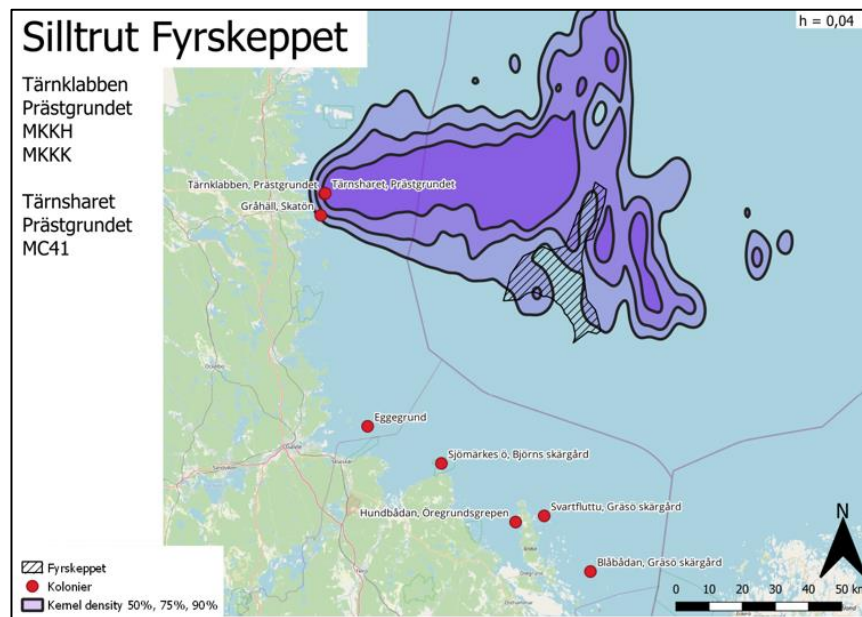 Silltrut Fyrskeppet
h = 0,04
Tärnklabben
Prästgrundet
MKKH
MKKK
Tärnsharet
Prästgrundet
MC41
Tärnklabben, Prästgrundet
Tärnsharet, Prästgrundet
Gråhäll, Skatön
Eggegrund
Sjömärkes ö, Björns skärgård
Hundbådan, Öregrundsgrepen
Svartfluttu, Gräsö skärgård
Blåbådan, Gräsö skärgård
N
Fyrskeppet
Kolonier
Kernel density 50%, 75%, 90%
0 10 20 30 40 50 km